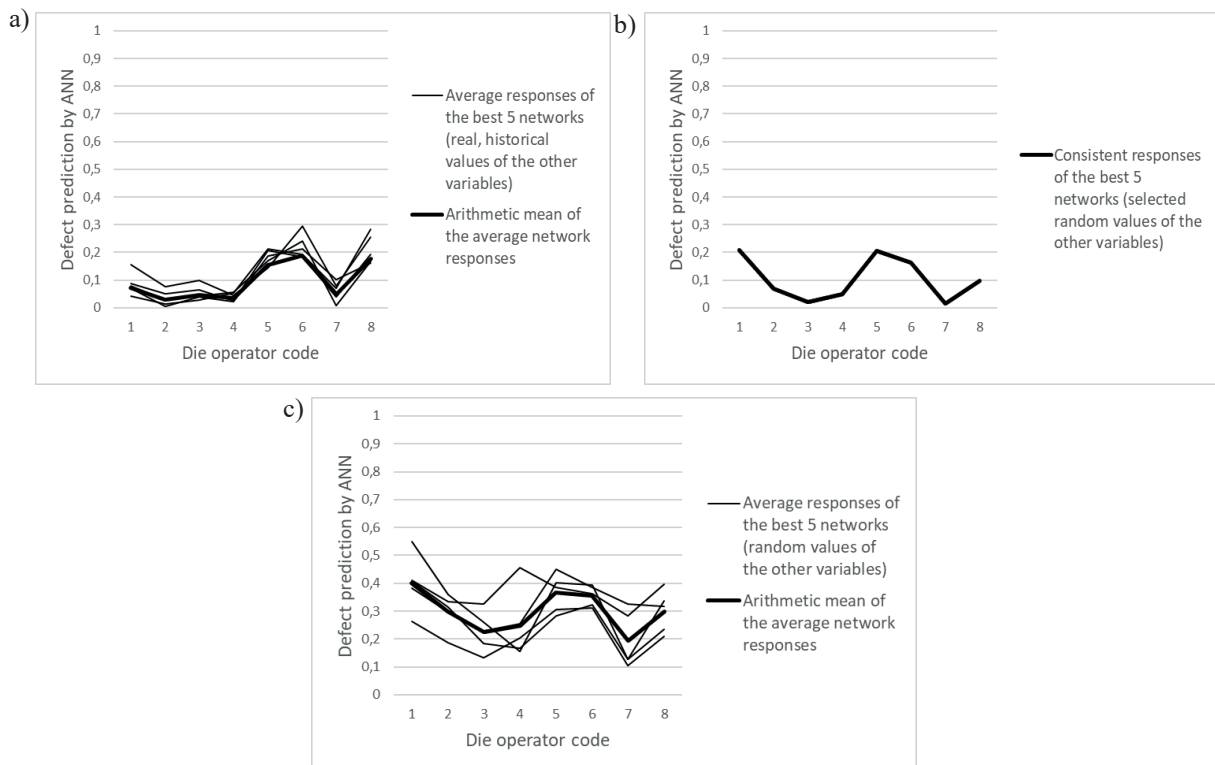 a)
1
0,9
0,8
0,7
0,6
0,5
0,4
0,3
0,2
0,1
0
Defect prediction by ANN
1 2 3 4 5 6 7 8
Die operator code
Average responses of
the best 5 networks
(real, historical
values of the other
variables)
Arithmetic mean of
the average network
responses
b)
1
0,9
0,8
0,7
0,6
0,5
0,4
0,3
0,2
0,1
0
Defect prediction by ANN
1 2 3 4 5 6 7 8
Die operator code
Consistent responses
of the best 5
networks (selected
random values of the
other variables)
c)
1
0,9
0,8
0,7
0,6
0,5
0,4
0,3
0,2
0,1
0
Defect prediction by ANN
1 2 3 4 5 6 7 8
Die operator code
Average responses of
the best 5 networks
(random values of
the other variables)
Arithmetic mean of
the average network
responses